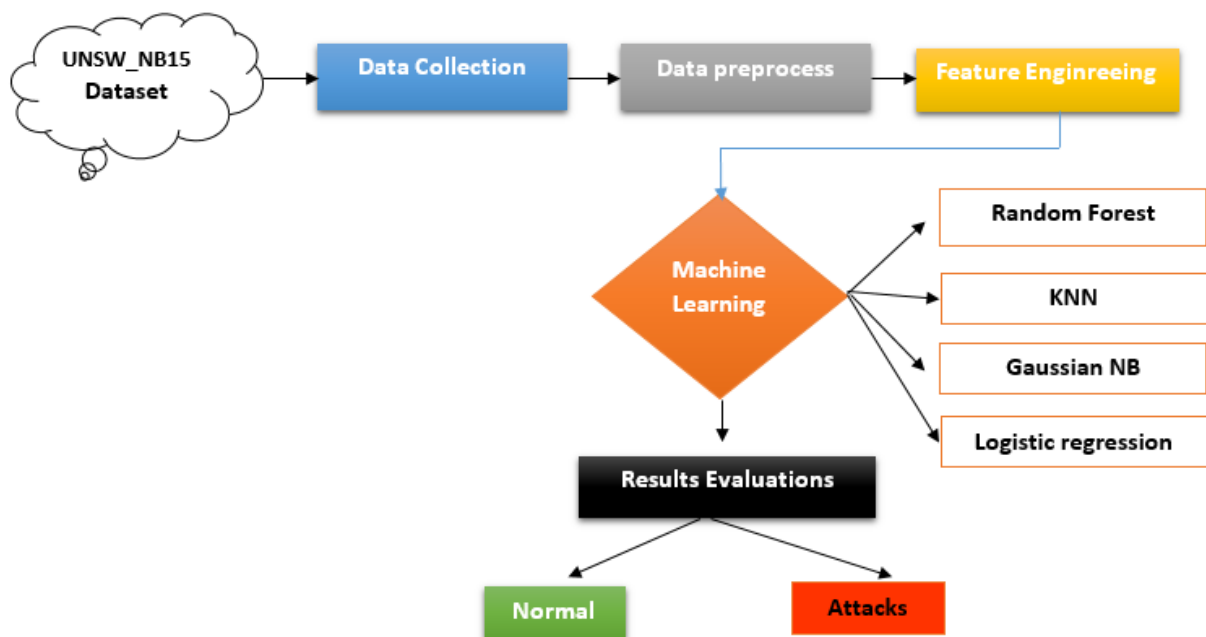 UNSW_NB15
Dataset
Data Collection
Data preprocess
Feature Enginreeing
Machine
Learning
Random Forest
KNN
Gaussian NB
Logistic regression
Results Evaluations
Normal
Attacks